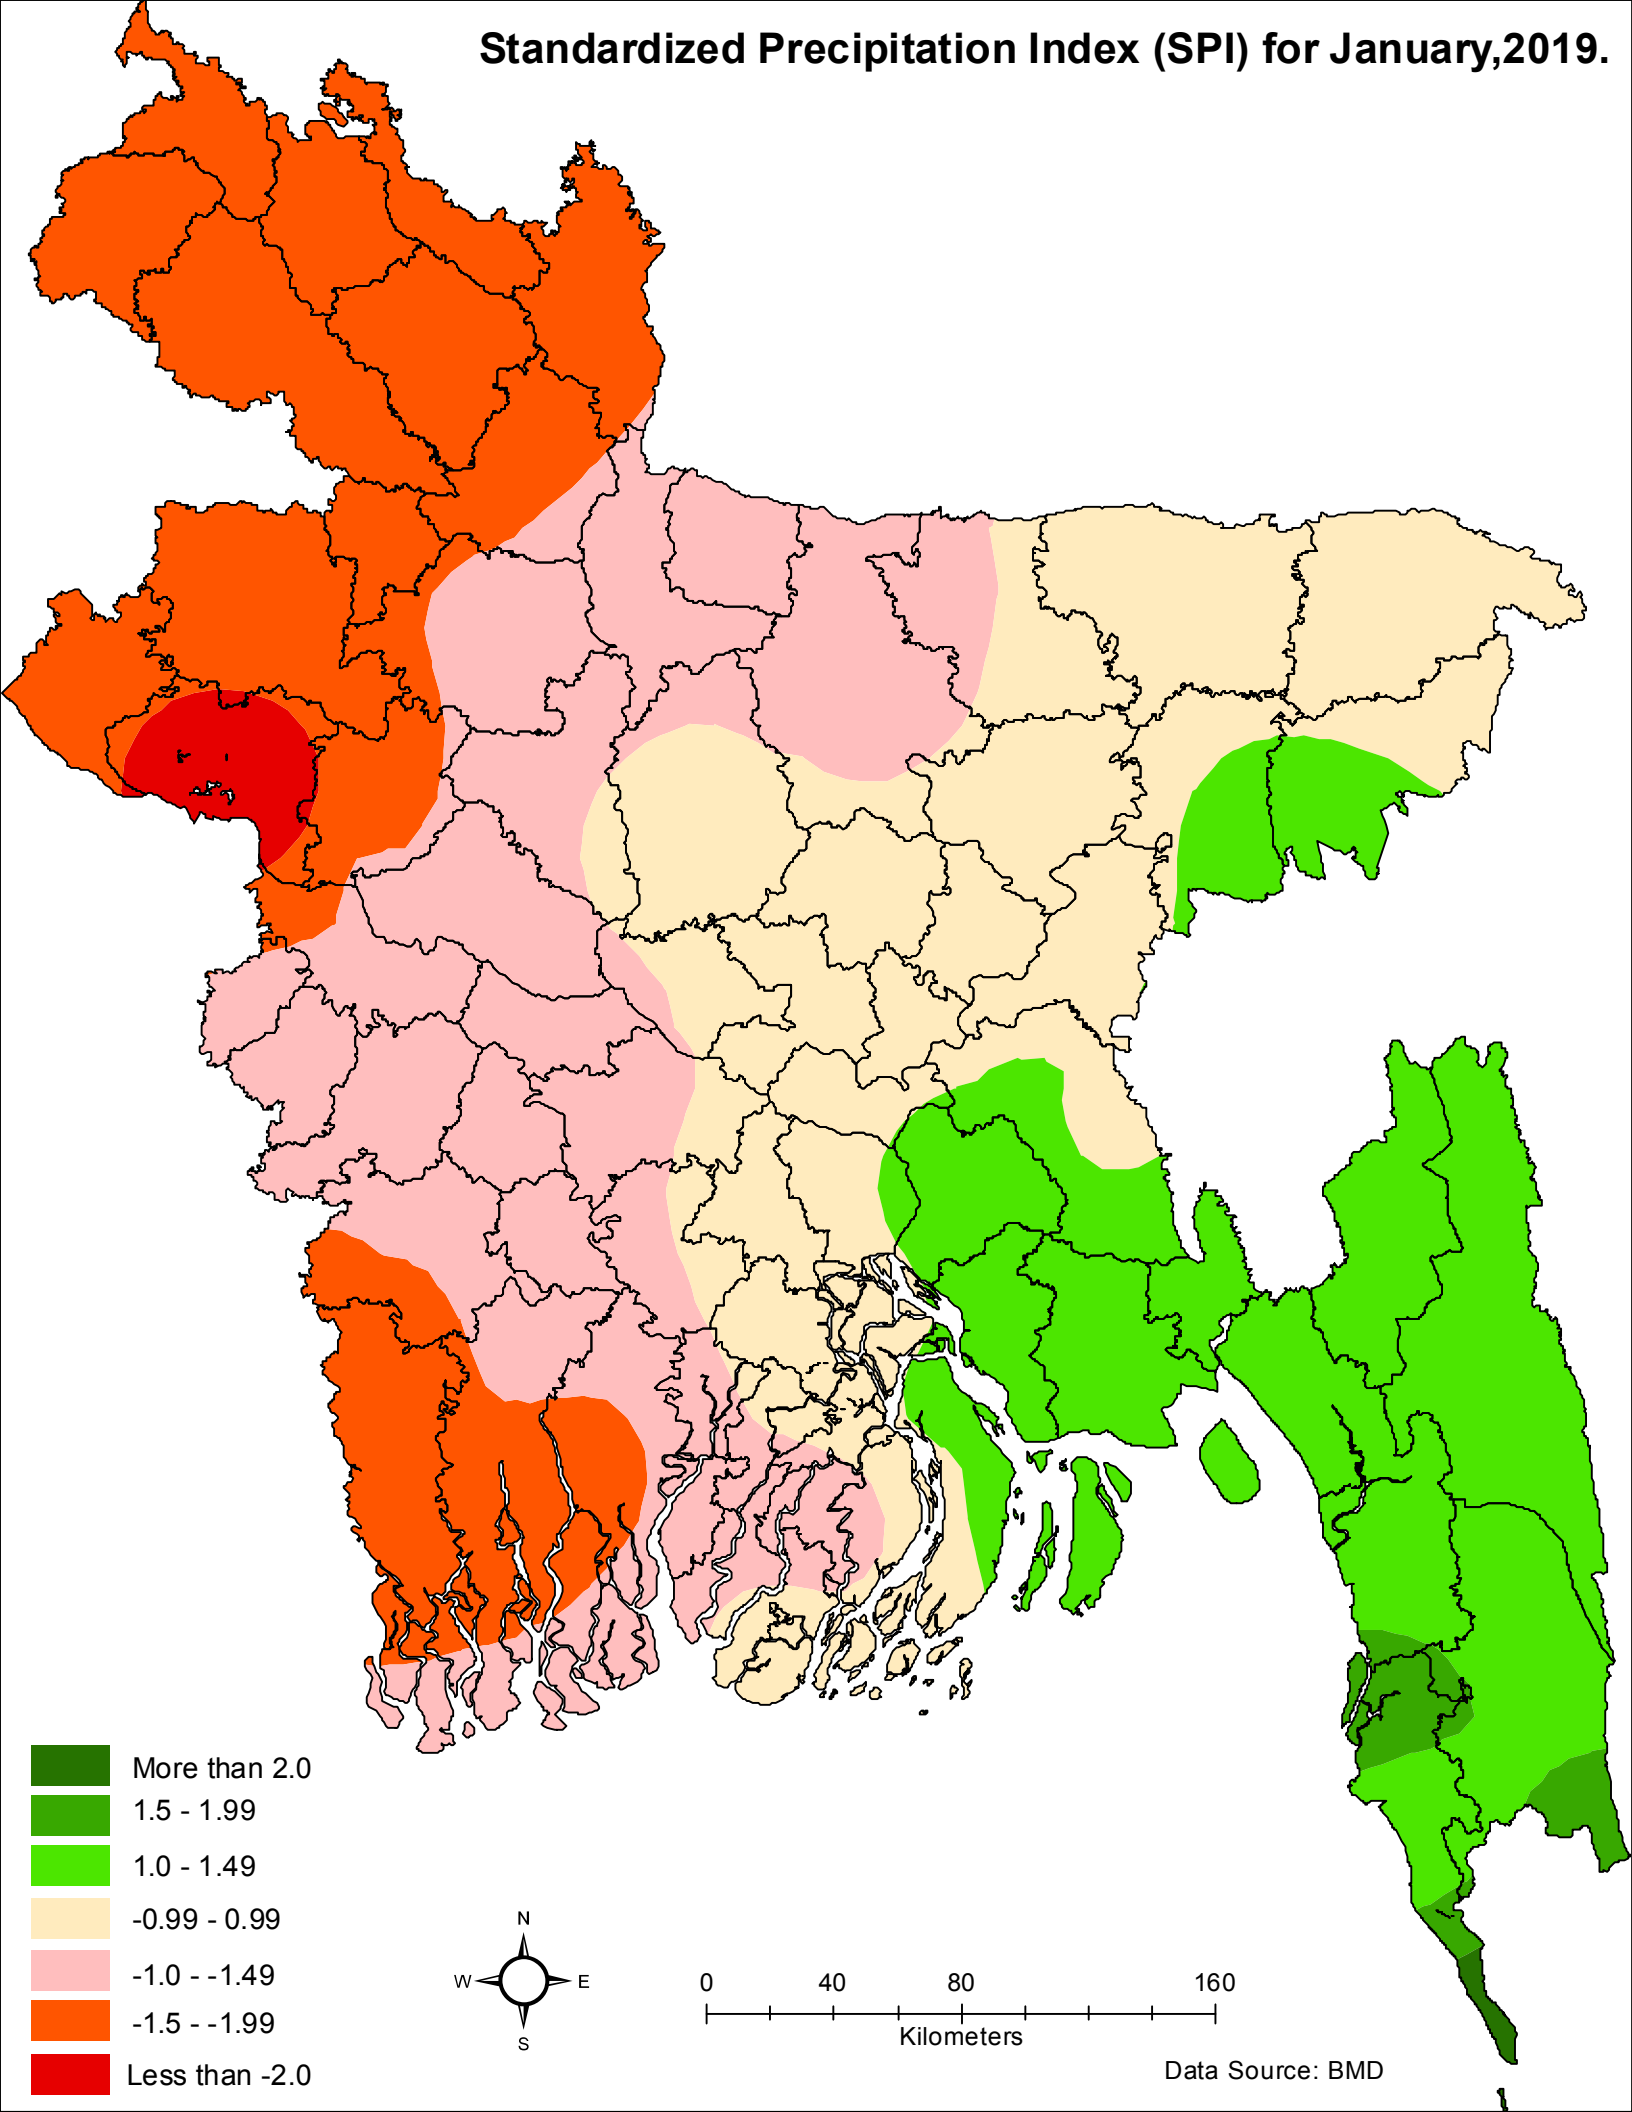 Standardized Precipitation Index (SPI) for January,2019.
More than 2.0
1.5 - 1.99
1.0 - 1.49
-0.99 - 0.99
-1.0 - -1.49
-1.5 - -1.99
Less than -2.0
N
W E
S
0 40 80 160
Kilometers
Data Source: BMD